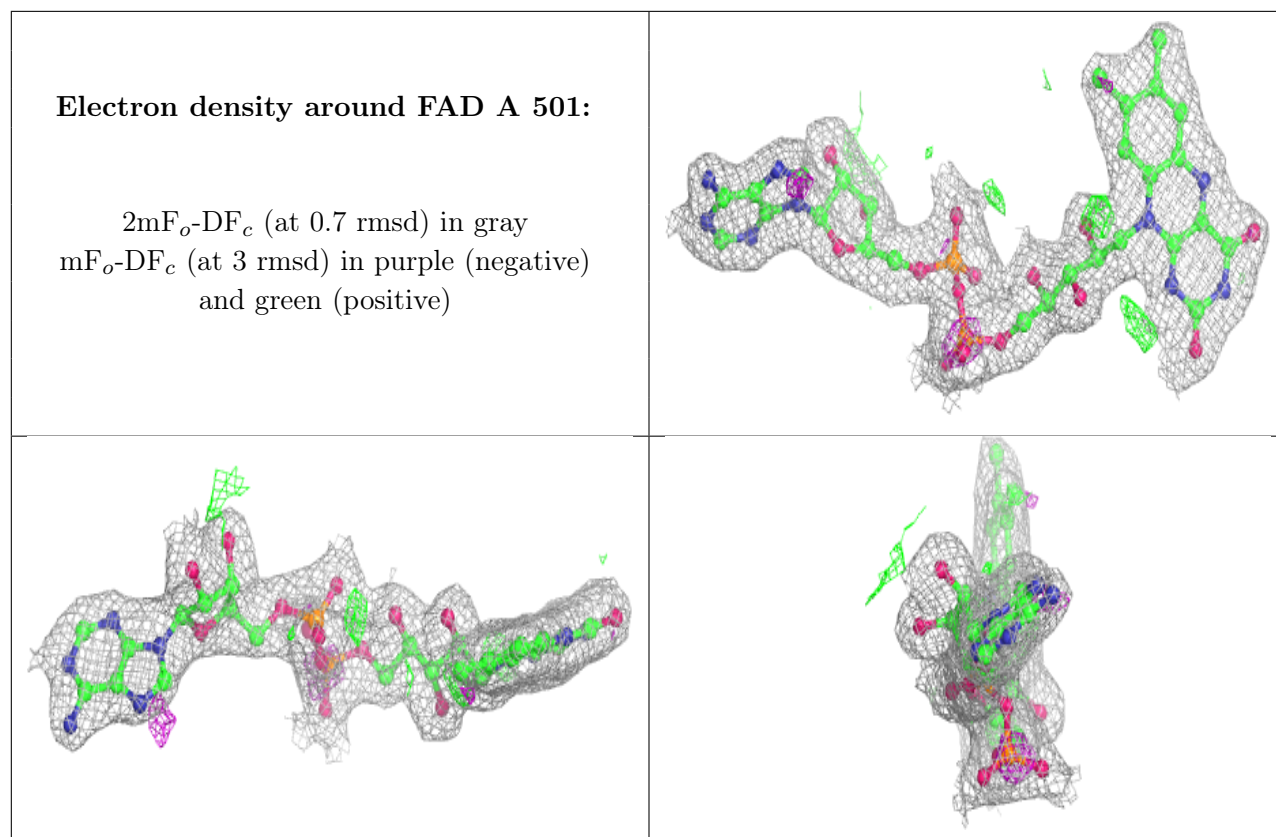 Electron density around FAD A 501:
2mFo-DFc (at 0.7 rmsd) in gray
mFo-DFc (at 3 rmsd) in purple (negative)
and green (positive)